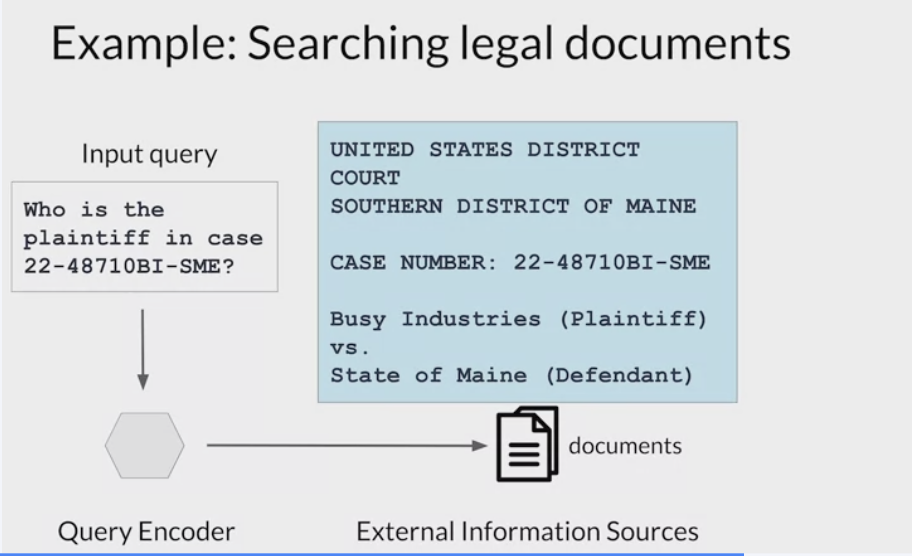 Example: Searching legal documents
Input query
Who is the
plaintiff in case
22-48710BI-SME?
UNITED STATES DISTRICT
COURT
SOUTHERN DISTRICT OF MAINE
CASE NUMBER: 22-48710BI-SME
Busy Industries (Plaintiff)
vs.
State of Maine (Defendant)
documents
Query Encoder
External Information Sources